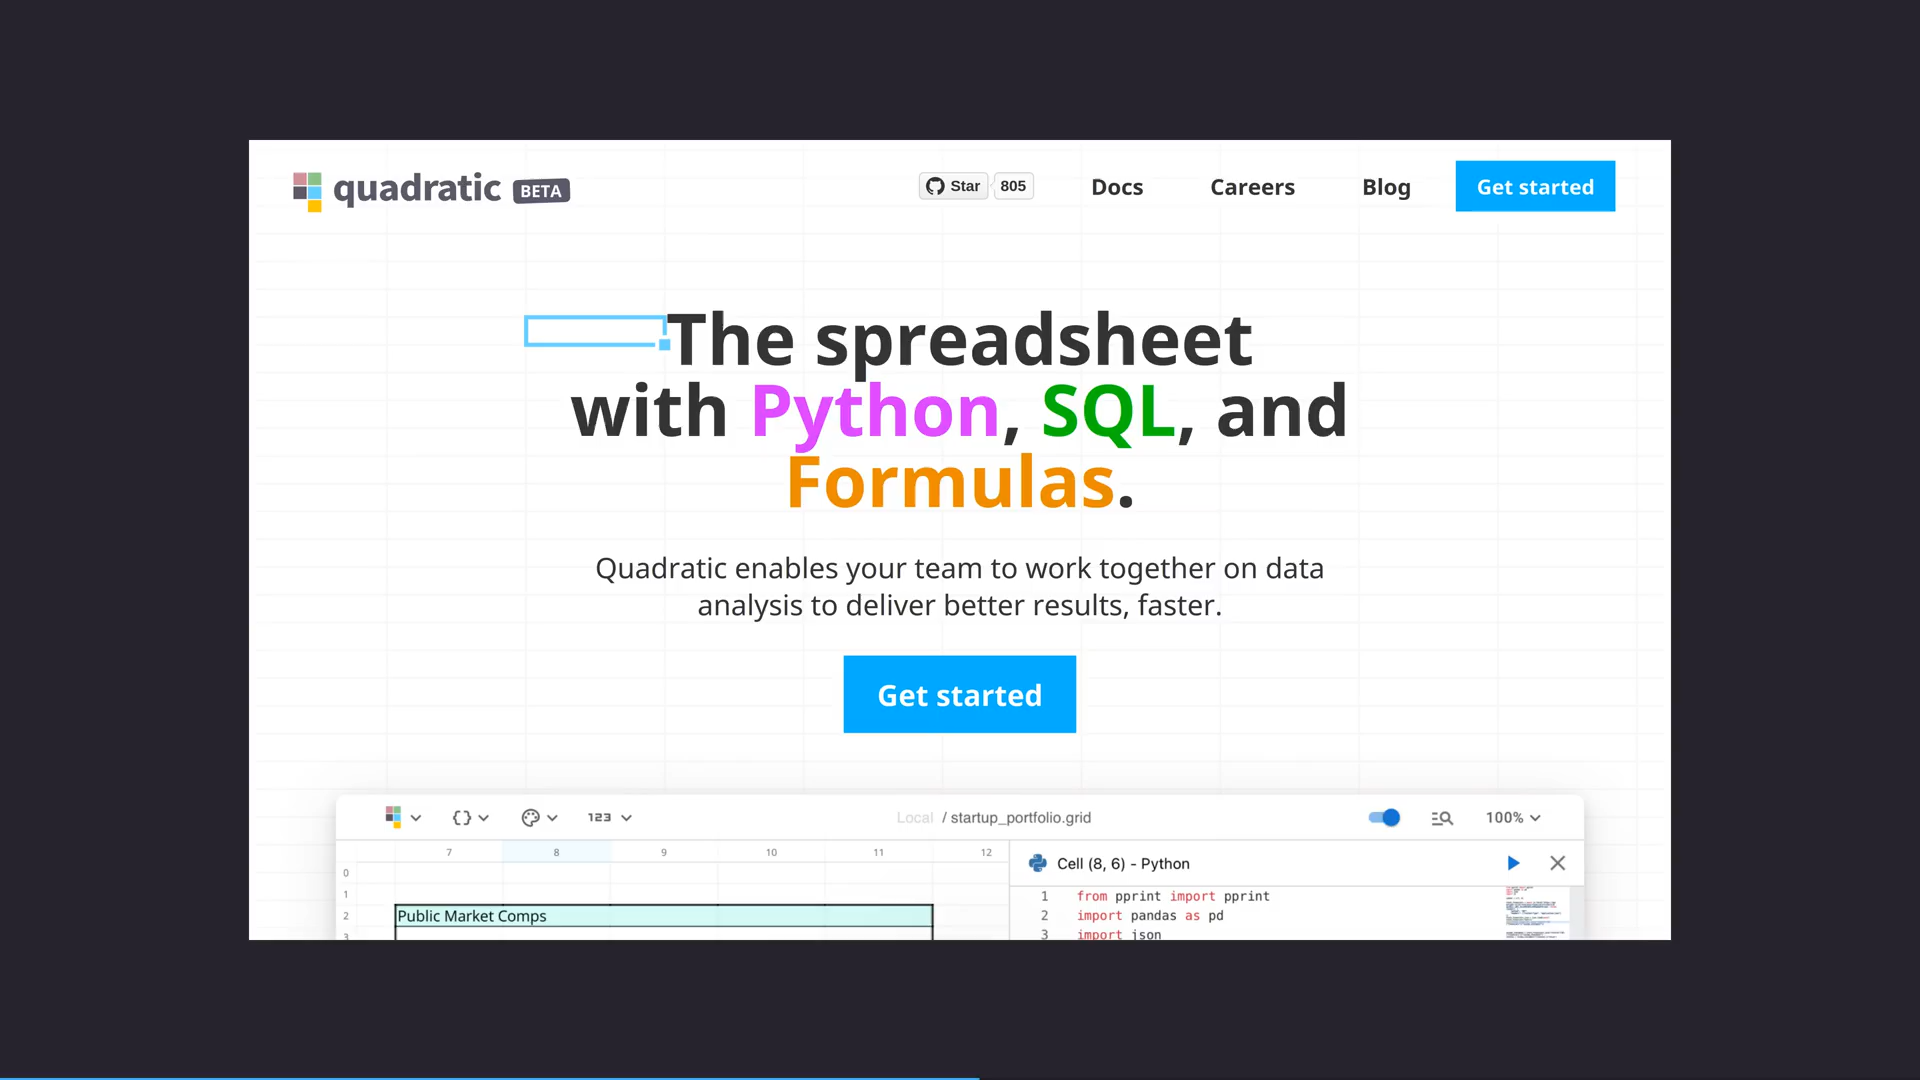 quadratic BETA
Star 805 Docs Careers Blog Get started
The spreadsheet
with Python, SQL, and
Formulas.
Quadratic enables your team to work together on data
analysis to deliver better results, faster.
Get started
{} 123 Local / startup_portfolio.grid 100%
7 8 9 10 11 12
Cell (8, 6) - Python
0
1
2 Public Market Comps
3
1 from pprint import pprint
2 import pandas as pd
3 import json